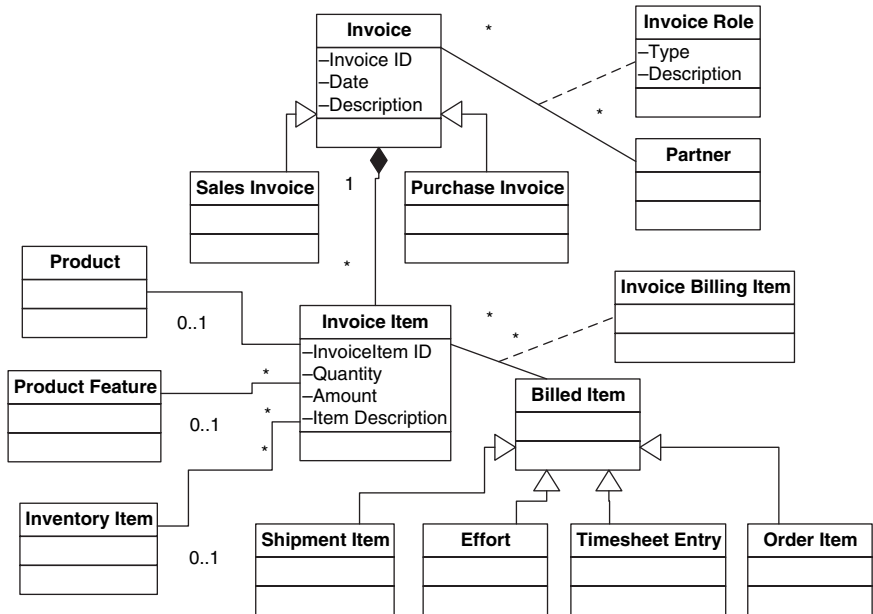 Invoice
–Invoice ID
–Date
–Description
*
*
Invoice Role
–Type
–Description
Partner
Sales Invoice
1
Purchase Invoice
*
Product
0..1
Invoice Item
–InvoiceItem ID
–Quantity
–Amount
–Item Description
*
*
Invoice Billing Item
Product Feature
*
0..1
*
*
Billed Item
Inventory Item
0..1
Shipment Item
Effort
Timesheet Entry
Order Item